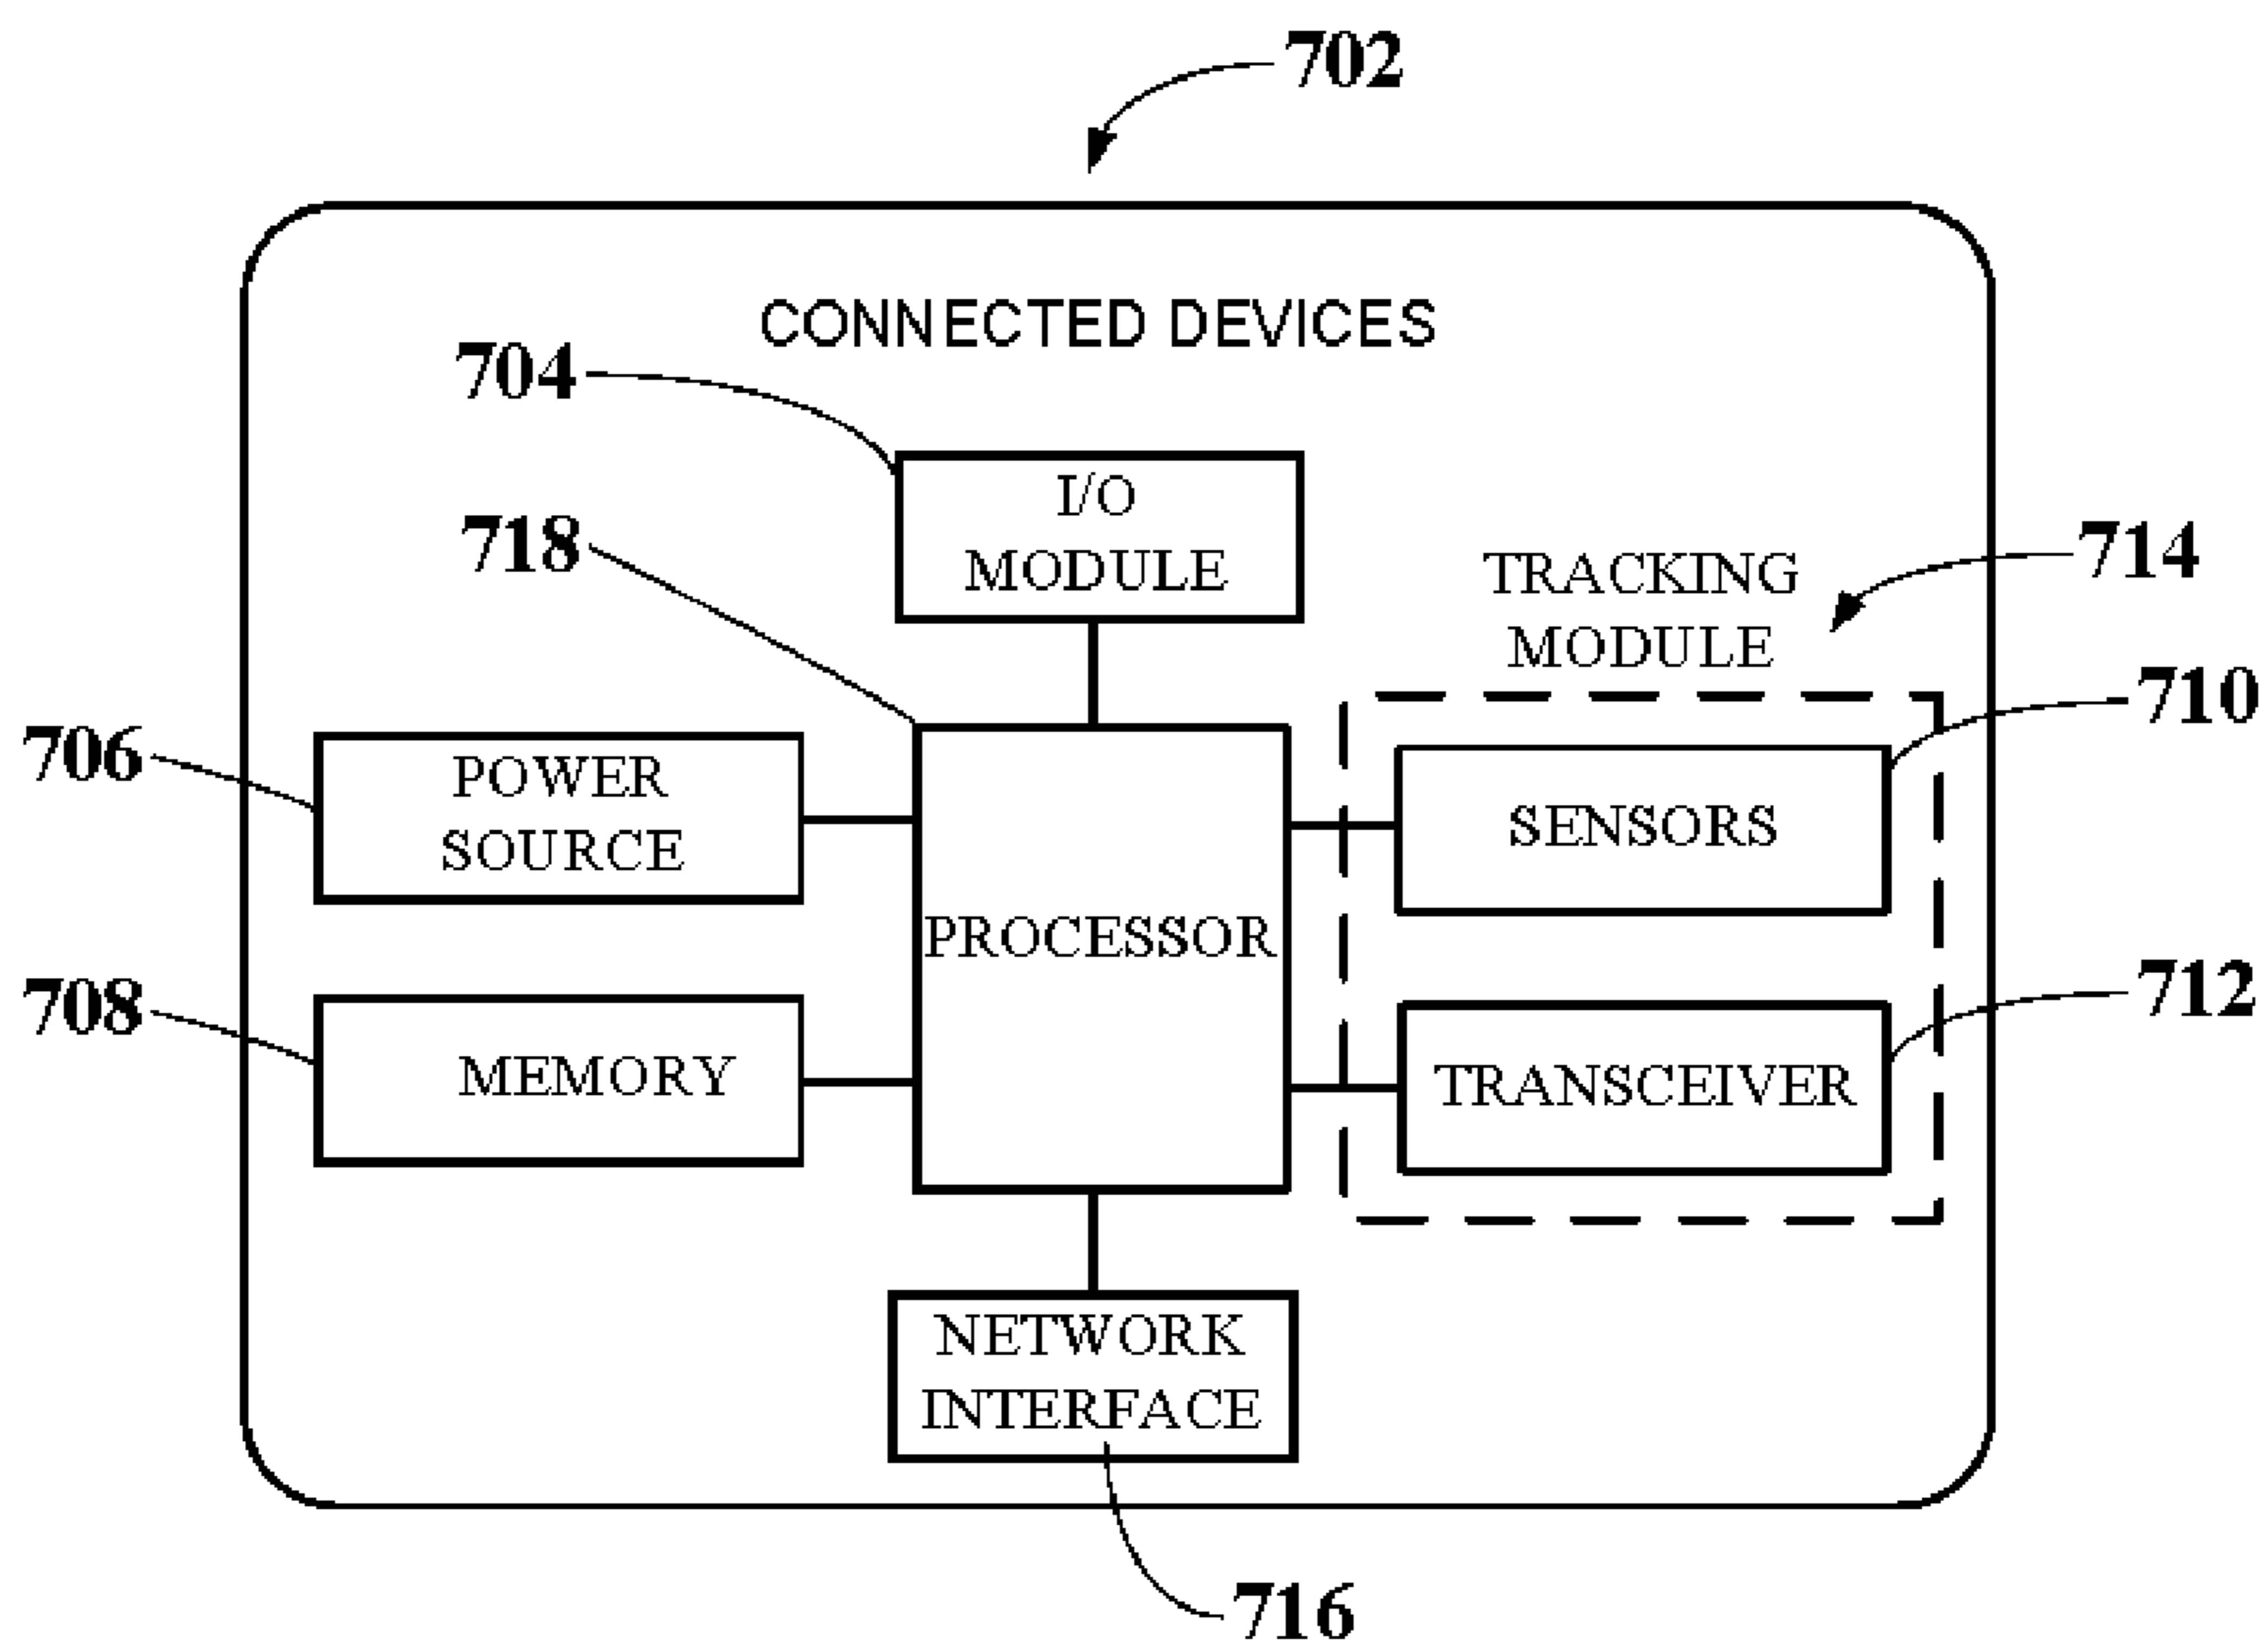 702
CONNECTED DEVICES
704
I/O
MODULE
718
TRACKING
MODULE
714
710
706
POWER
SOURCE
SENSORS
PROCESSOR
708
MEMORY
TRANSCEIVER
712
NETWORK
INTERFACE
716